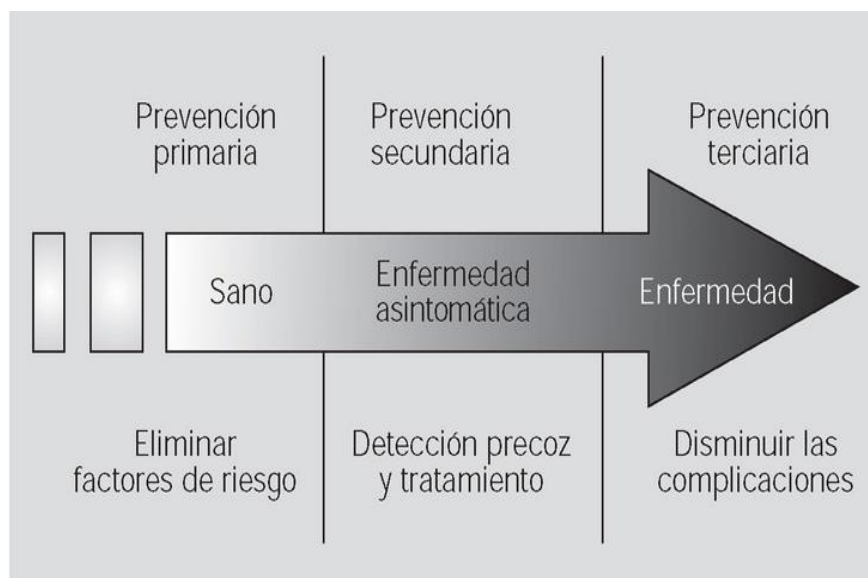 Prevención
primaria
Prevención
secundaria
Prevención
terciaria
Sano
Enfermedad
asintomática
Enfermedad
Eliminar
factores de riesgo
Detección precoz
y tratamiento
Disminuir las
complicaciones